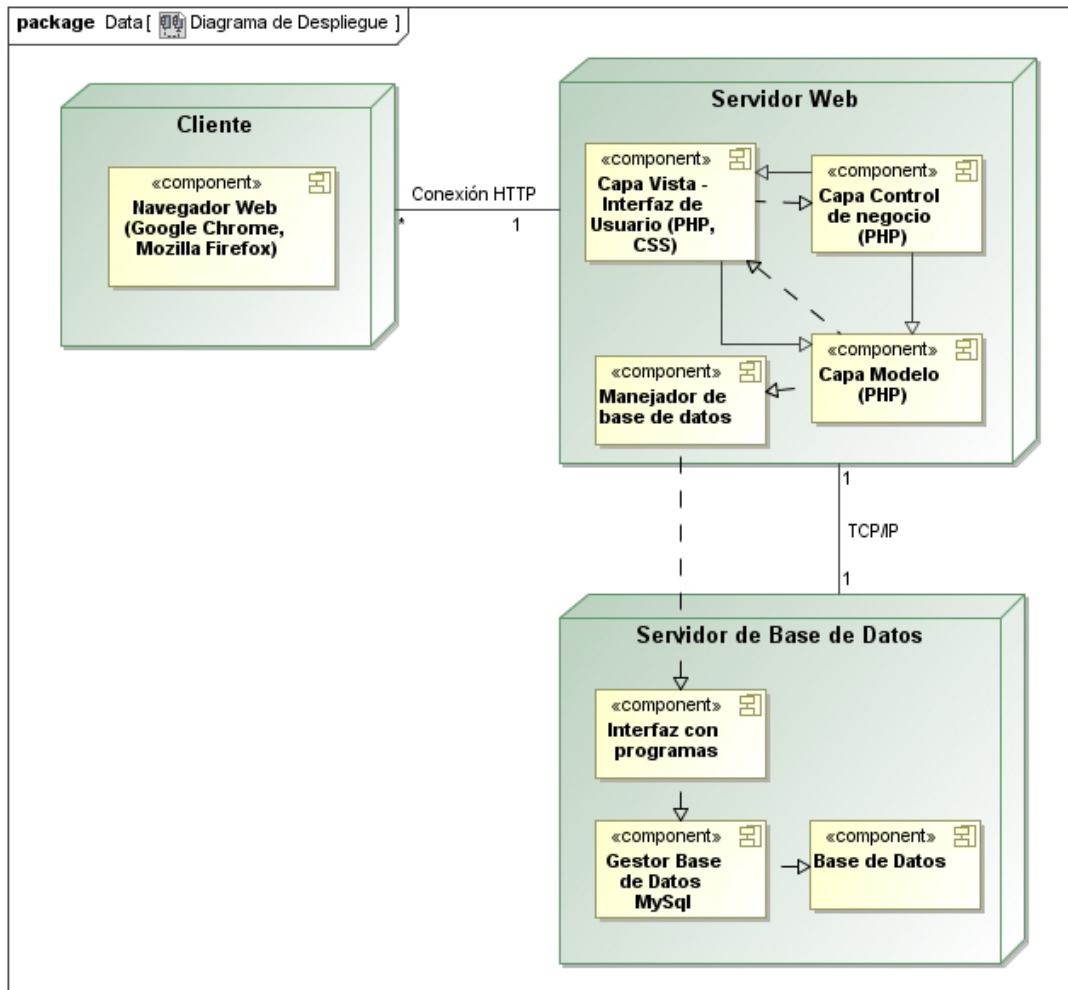 package Data [ Diagrama de Despliegue ]
Cliente
«component»
Navegador Web
(Google Chrome,
Mozilla Firefox)
Conexión HTTP
*
1
Servidor Web
«component»
Capa Vista -
Interfaz de
Usuario (PHP,
CSS)
«component»
Capa Control
de negocio
(PHP)
«component»
Capa Modelo
(PHP)
«component»
Manejador de
base de datos
1
TCP/IP
1
Servidor de Base de Datos
«component»
Interfaz con
programas
«component»
Gestor Base
de Datos
MySql
«component»
Base de Datos